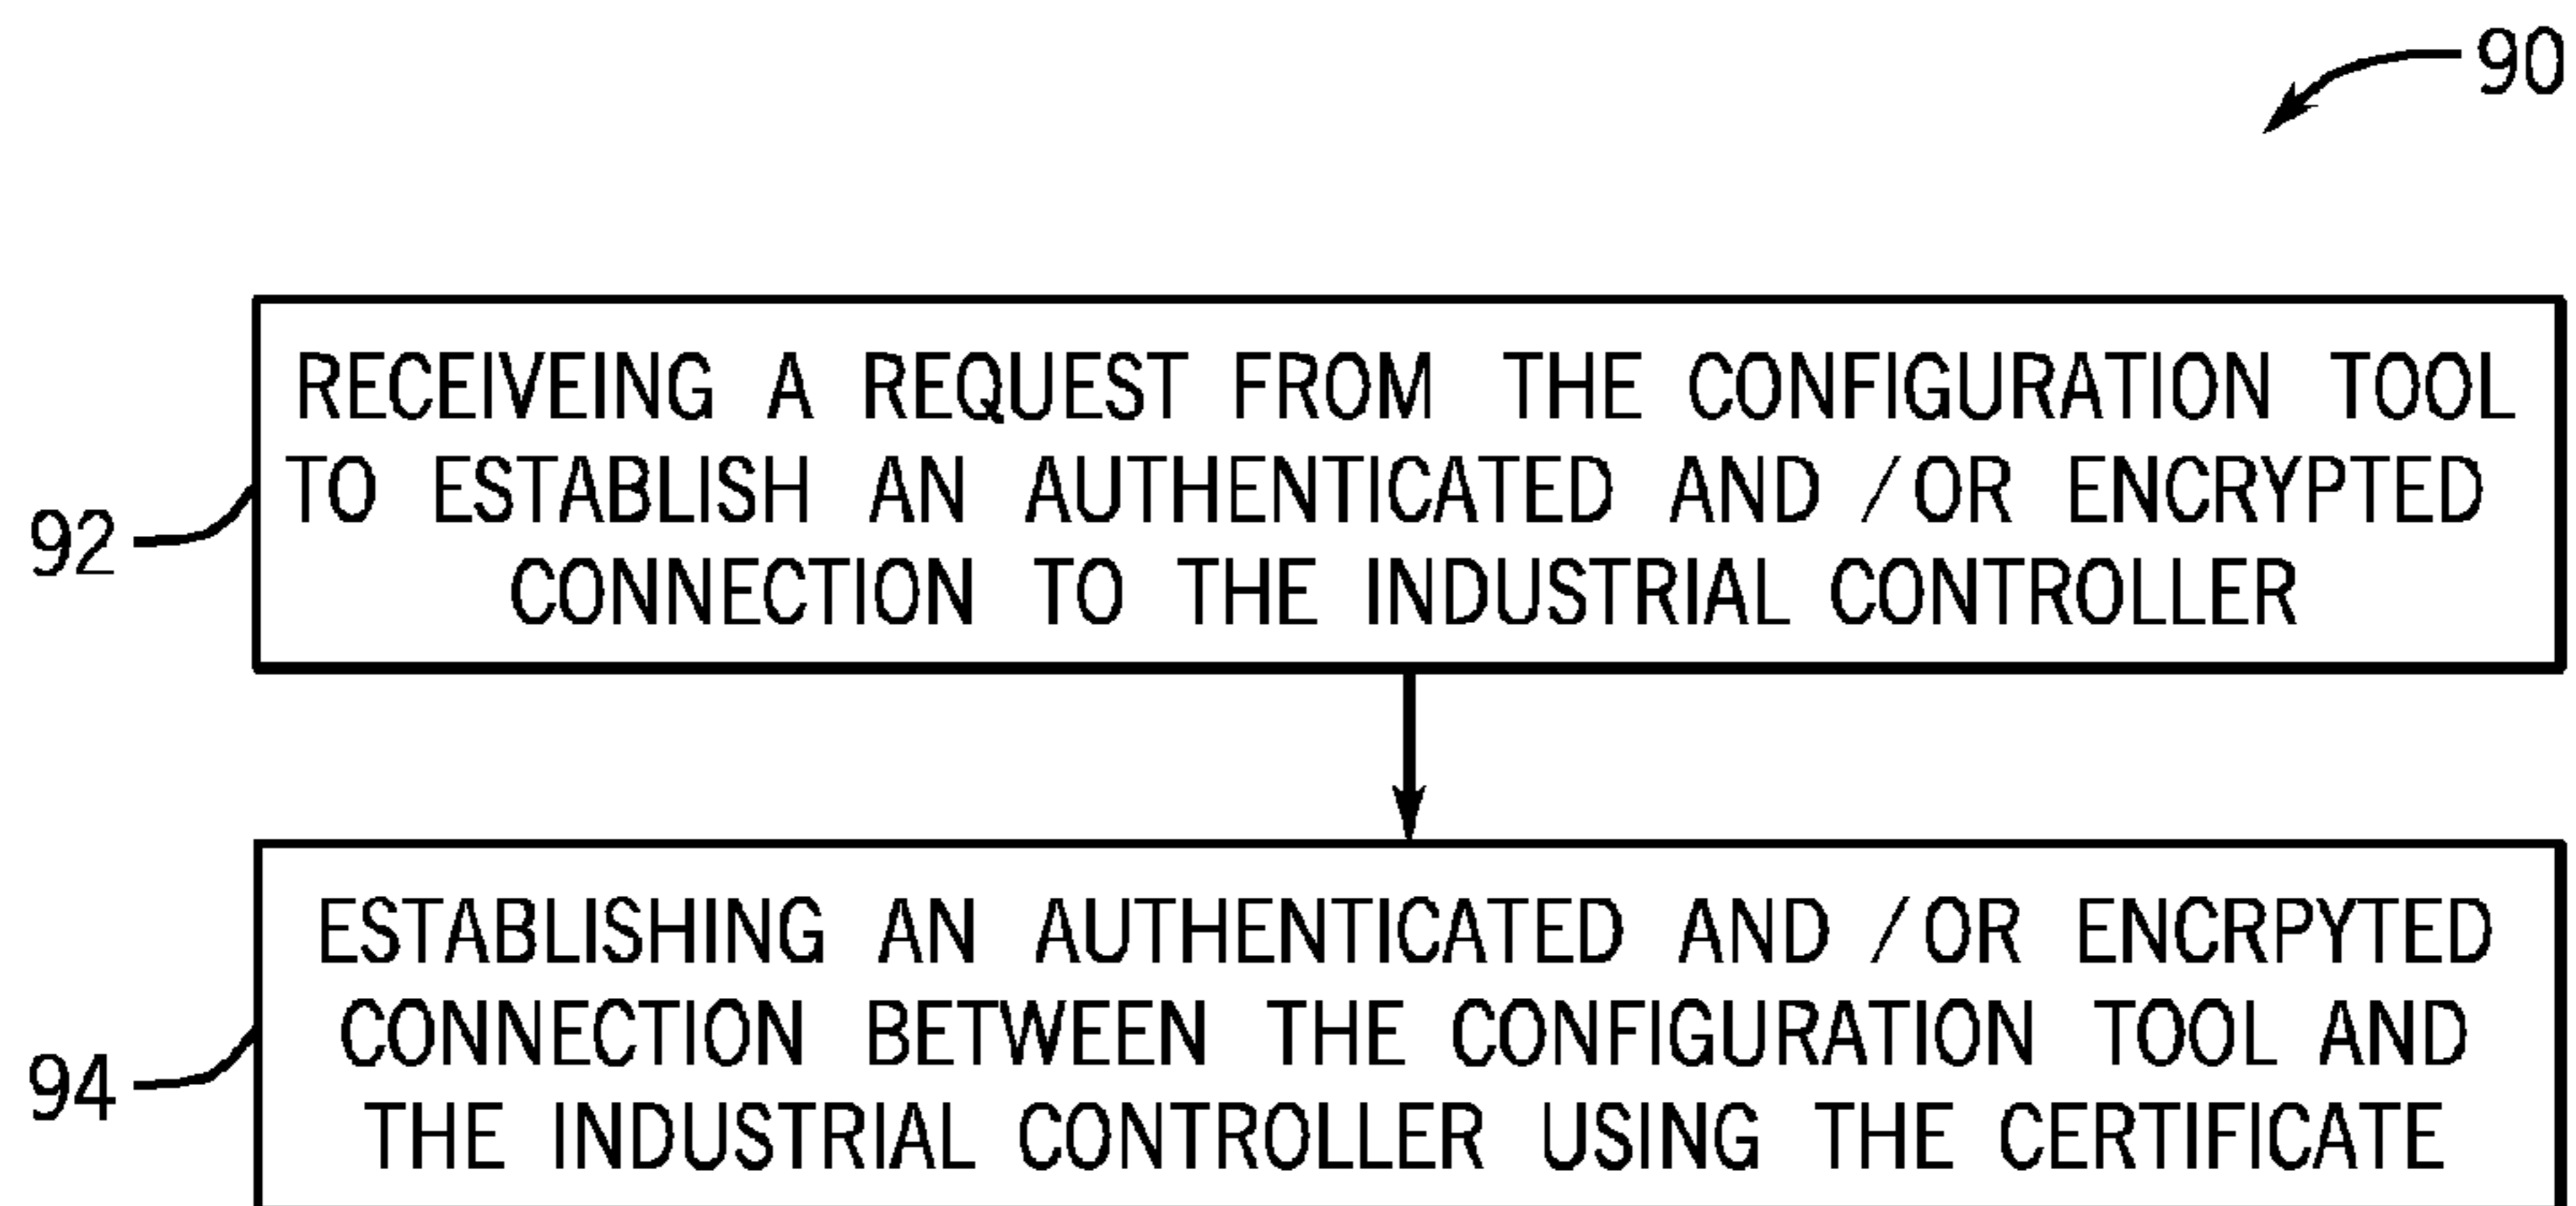 90
RECEIVEING A REQUEST FROM THE CONFIGURATION TOOL
TO ESTABLISH AN AUTHENTICATED AND /OR ENCRYPTED
CONNECTION TO THE INDUSTRIAL CONTROLLER
92
ESTABLISHING AN AUTHENTICATED AND /OR ENCRPYTED
CONNECTION BETWEEN THE CONFIGURATION TOOL AND
THE INDUSTRIAL CONTROLLER USING THE CERTIFICATE
94